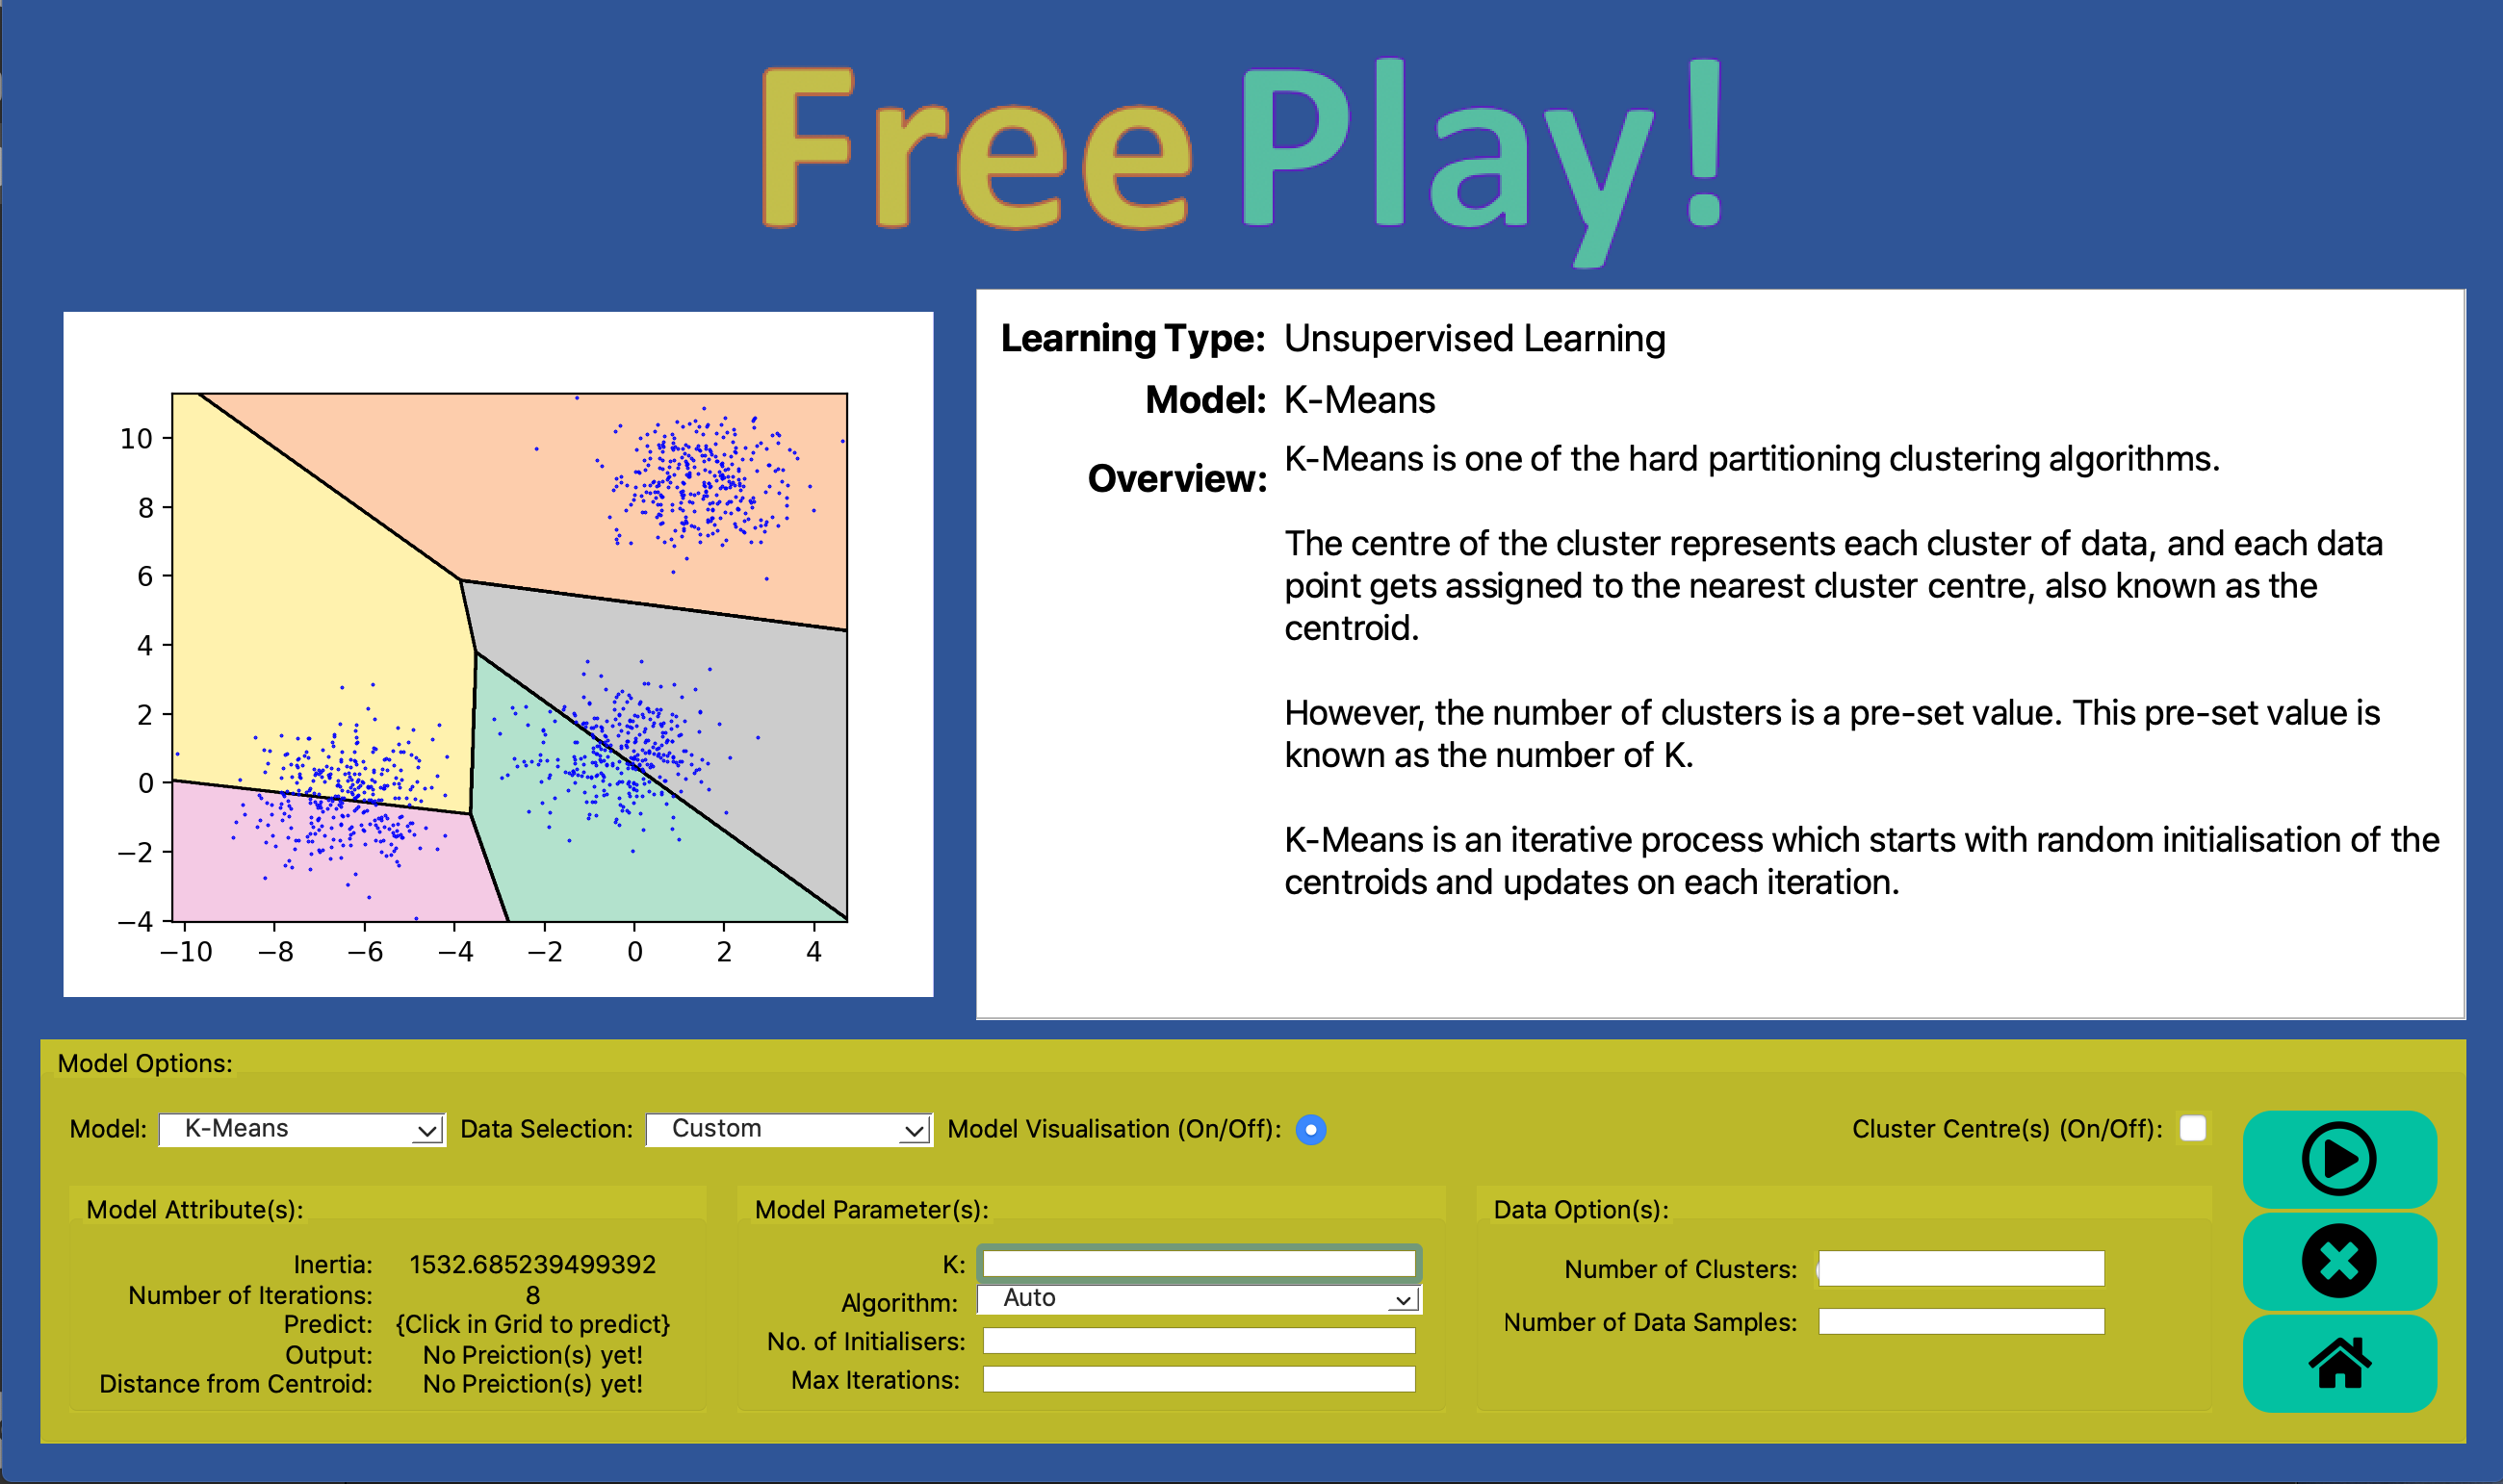 Free Play!
10
8
6
4
2
0
−2
−4
−10 −8 −6 −4 −2 0 2 4
Learning Type: Unsupervised Learning
Model: K-Means
Overview: K-Means is one of the hard partitioning clustering algorithms.
The centre of the cluster represents each cluster of data, and each data
point gets assigned to the nearest cluster centre, also known as the
centroid.
However, the number of clusters is a pre-set value. This pre-set value is
known as the number of K.
K-Means is an iterative process which starts with random initialisation of the
centroids and updates on each iteration.
Model Options:
Model: K-Means Data Selection: Custom Model Visualisation (On/Off): Cluster Centre(s) (On/Off):
Model Attribute(s):
Inertia: 1532.685239499392
Number of Iterations: 8
Predict: {Click in Grid to predict}
Output: No Preiction(s) yet!
Distance from Centroid: No Preiction(s) yet!
Model Parameter(s):
K:
Algorithm: Auto
No. of Initialisers:
Max Iterations:
Data Option(s):
Number of Clusters:
Number of Data Samples: